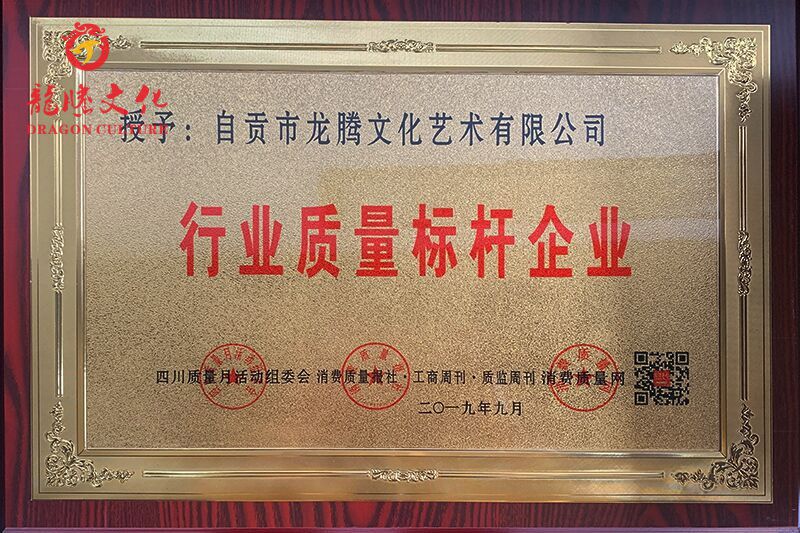 龍腾文化
DRAGON CULTURE
授予：自贡市龙腾文化艺术有限公司
行业质量标杆企业
四川质量月活动组委会 消费质量报社·工商周刊·质监周刊 消费质量网
二〇一九年九月